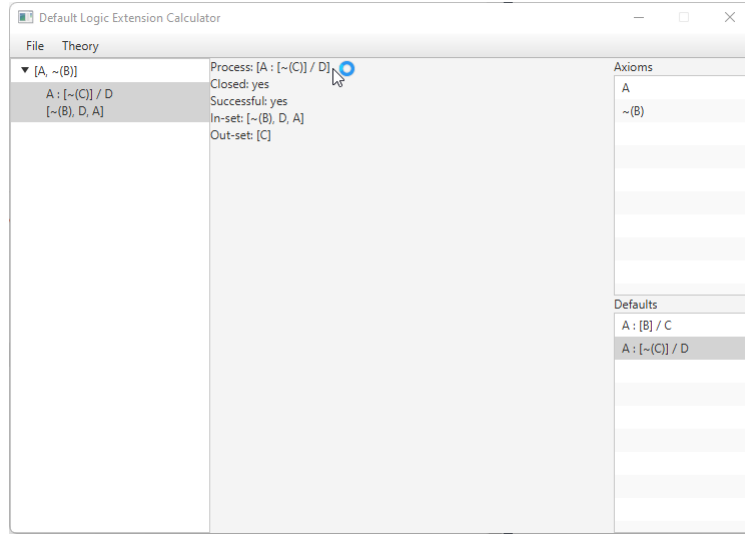 Default Logic Extension Calculator
File Theory
[A, ~(B)]
A : [~(C)] / D
[~(B), D, A]
Process: [A : [~(C)] / D]
Closed: yes
Successful: yes
In-set: [~(B), D, A]
Out-set: [C]
Axioms
A
~(B)
Defaults
A : [B] / C
A : [~(C)] / D